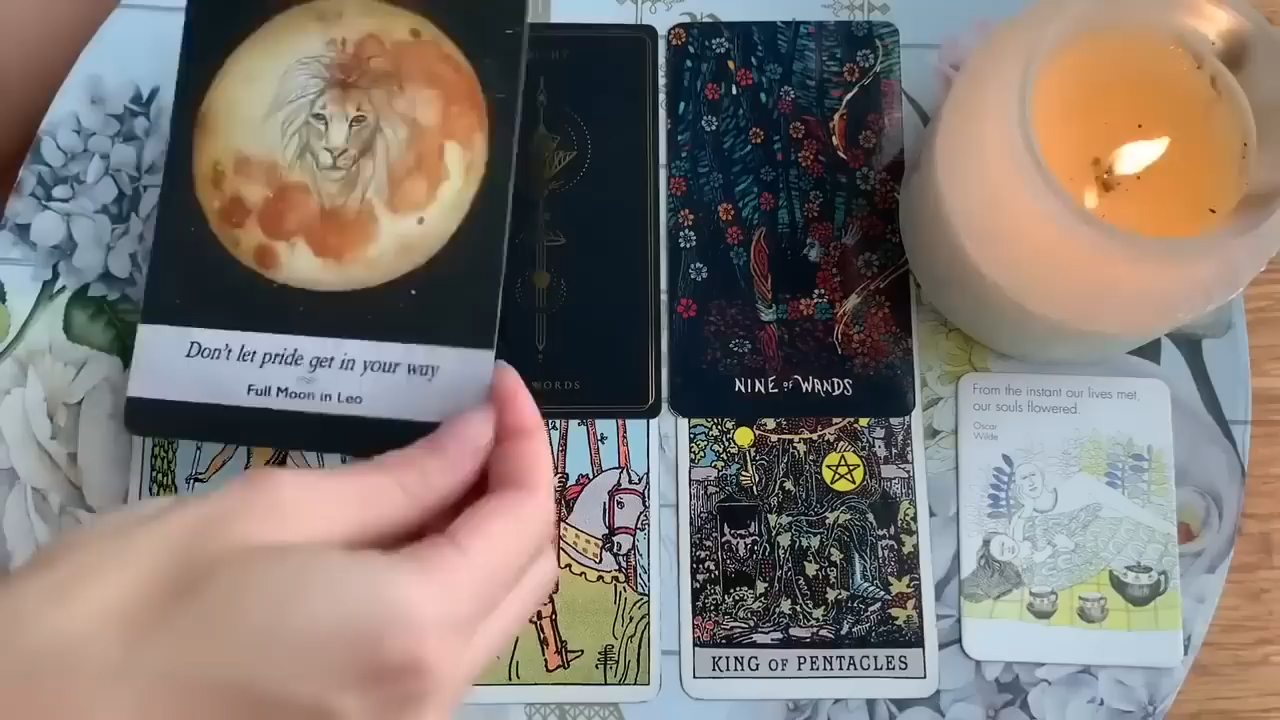 Don't let pride get in your way
Full Moon in Leo
NINE OF WANDS
From the instant our lives met,
our souls flowered.
Oscar
Wilde
KING OF PENTACLES